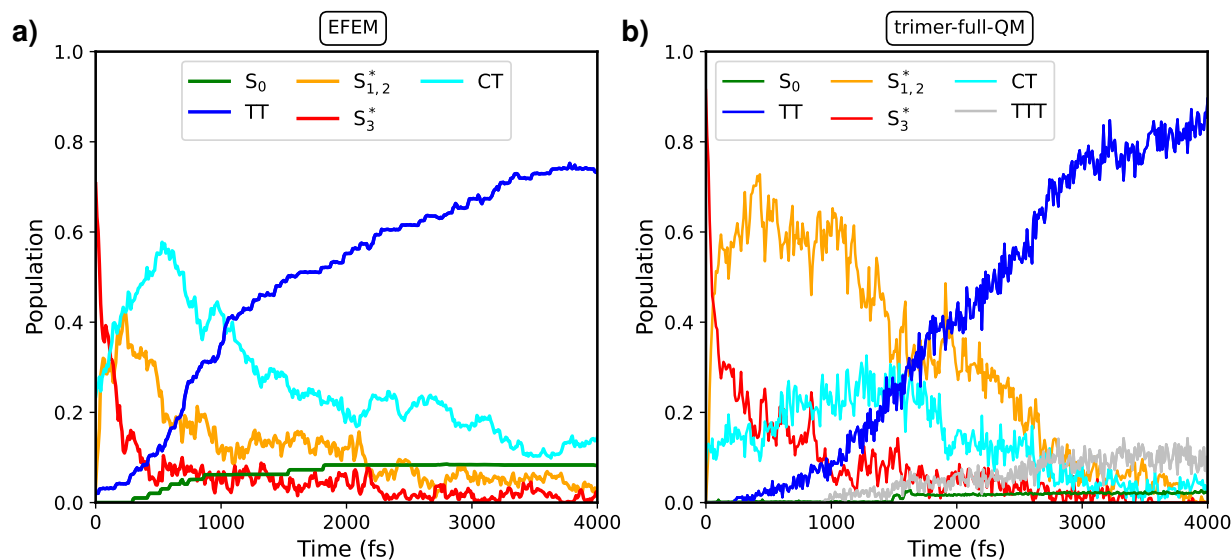 a)
EFEM
S0
TT
S*1,2
S*3
CT
Population
1.0
0.8
0.6
0.4
0.2
0.0
0
1000
2000
3000
4000
Time (fs)
b)
trimer-full-QM
S0
TT
S*1,2
S*3
CT
TTT
Population
1.0
0.8
0.6
0.4
0.2
0.0
0
1000
2000
3000
4000
Time (fs)